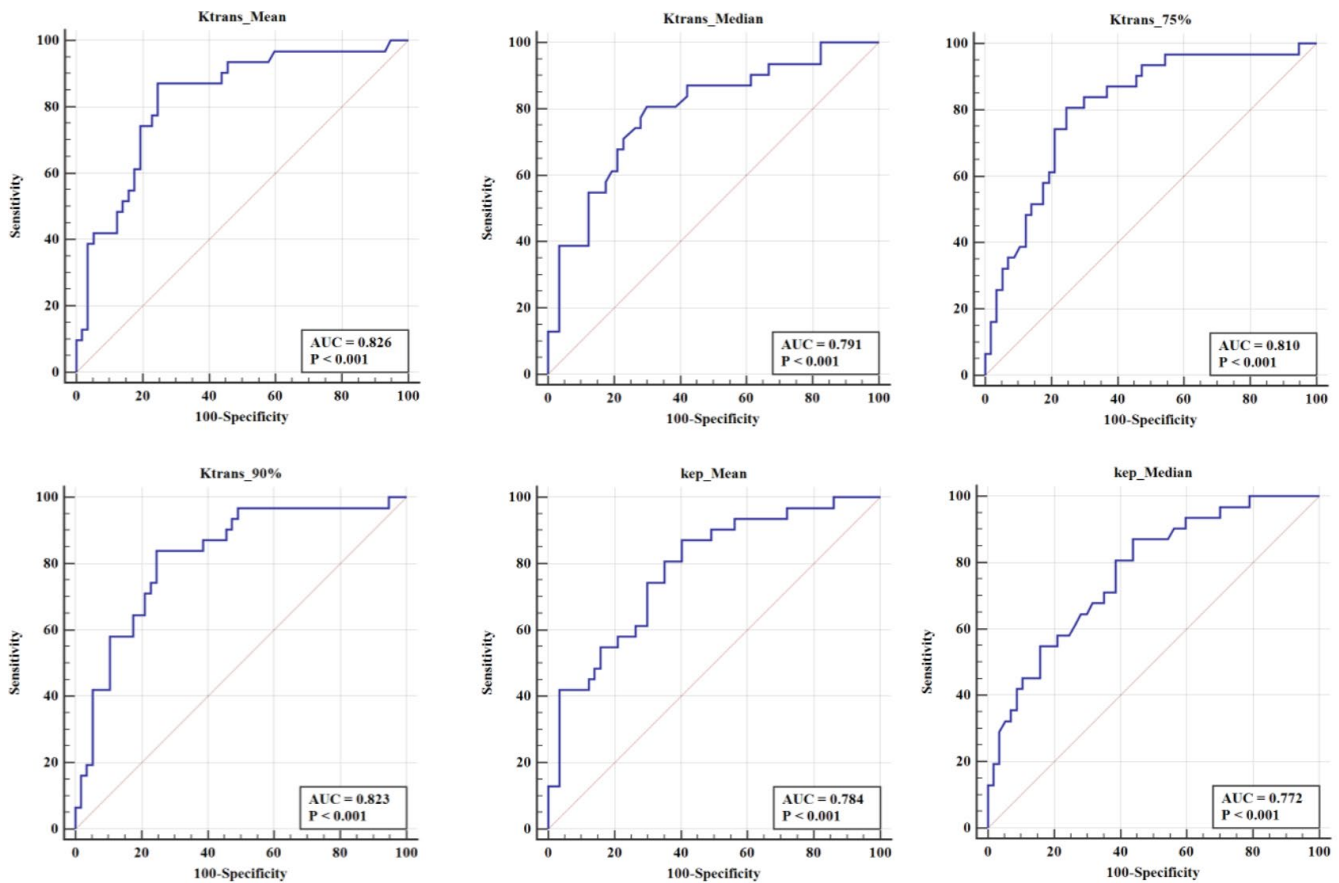 Ktrans_Mean
100
80
60
40
20
0
Sensitivity
AUC = 0.826
P < 0.001
0 20 40 60 80 100
100-Specificity
Ktrans_Median
100
80
60
40
20
0
Sensitivity
AUC = 0.791
P < 0.001
0 20 40 60 80 100
100-Specificity
Ktrans_75%
100
80
60
40
20
0
Sensitivity
AUC = 0.810
P < 0.001
0 20 40 60 80 100
100-Specificity
Ktrans_90%
100
80
60
40
20
0
Sensitivity
AUC = 0.823
P < 0.001
0 20 40 60 80 100
100-Specificity
kep_Mean
100
80
60
40
20
0
Sensitivity
AUC = 0.784
P < 0.001
0 20 40 60 80 100
100-Specificity
kep_Median
100
80
60
40
20
0
Sensitivity
AUC = 0.772
P < 0.001
0 20 40 60 80 100
100-Specificity